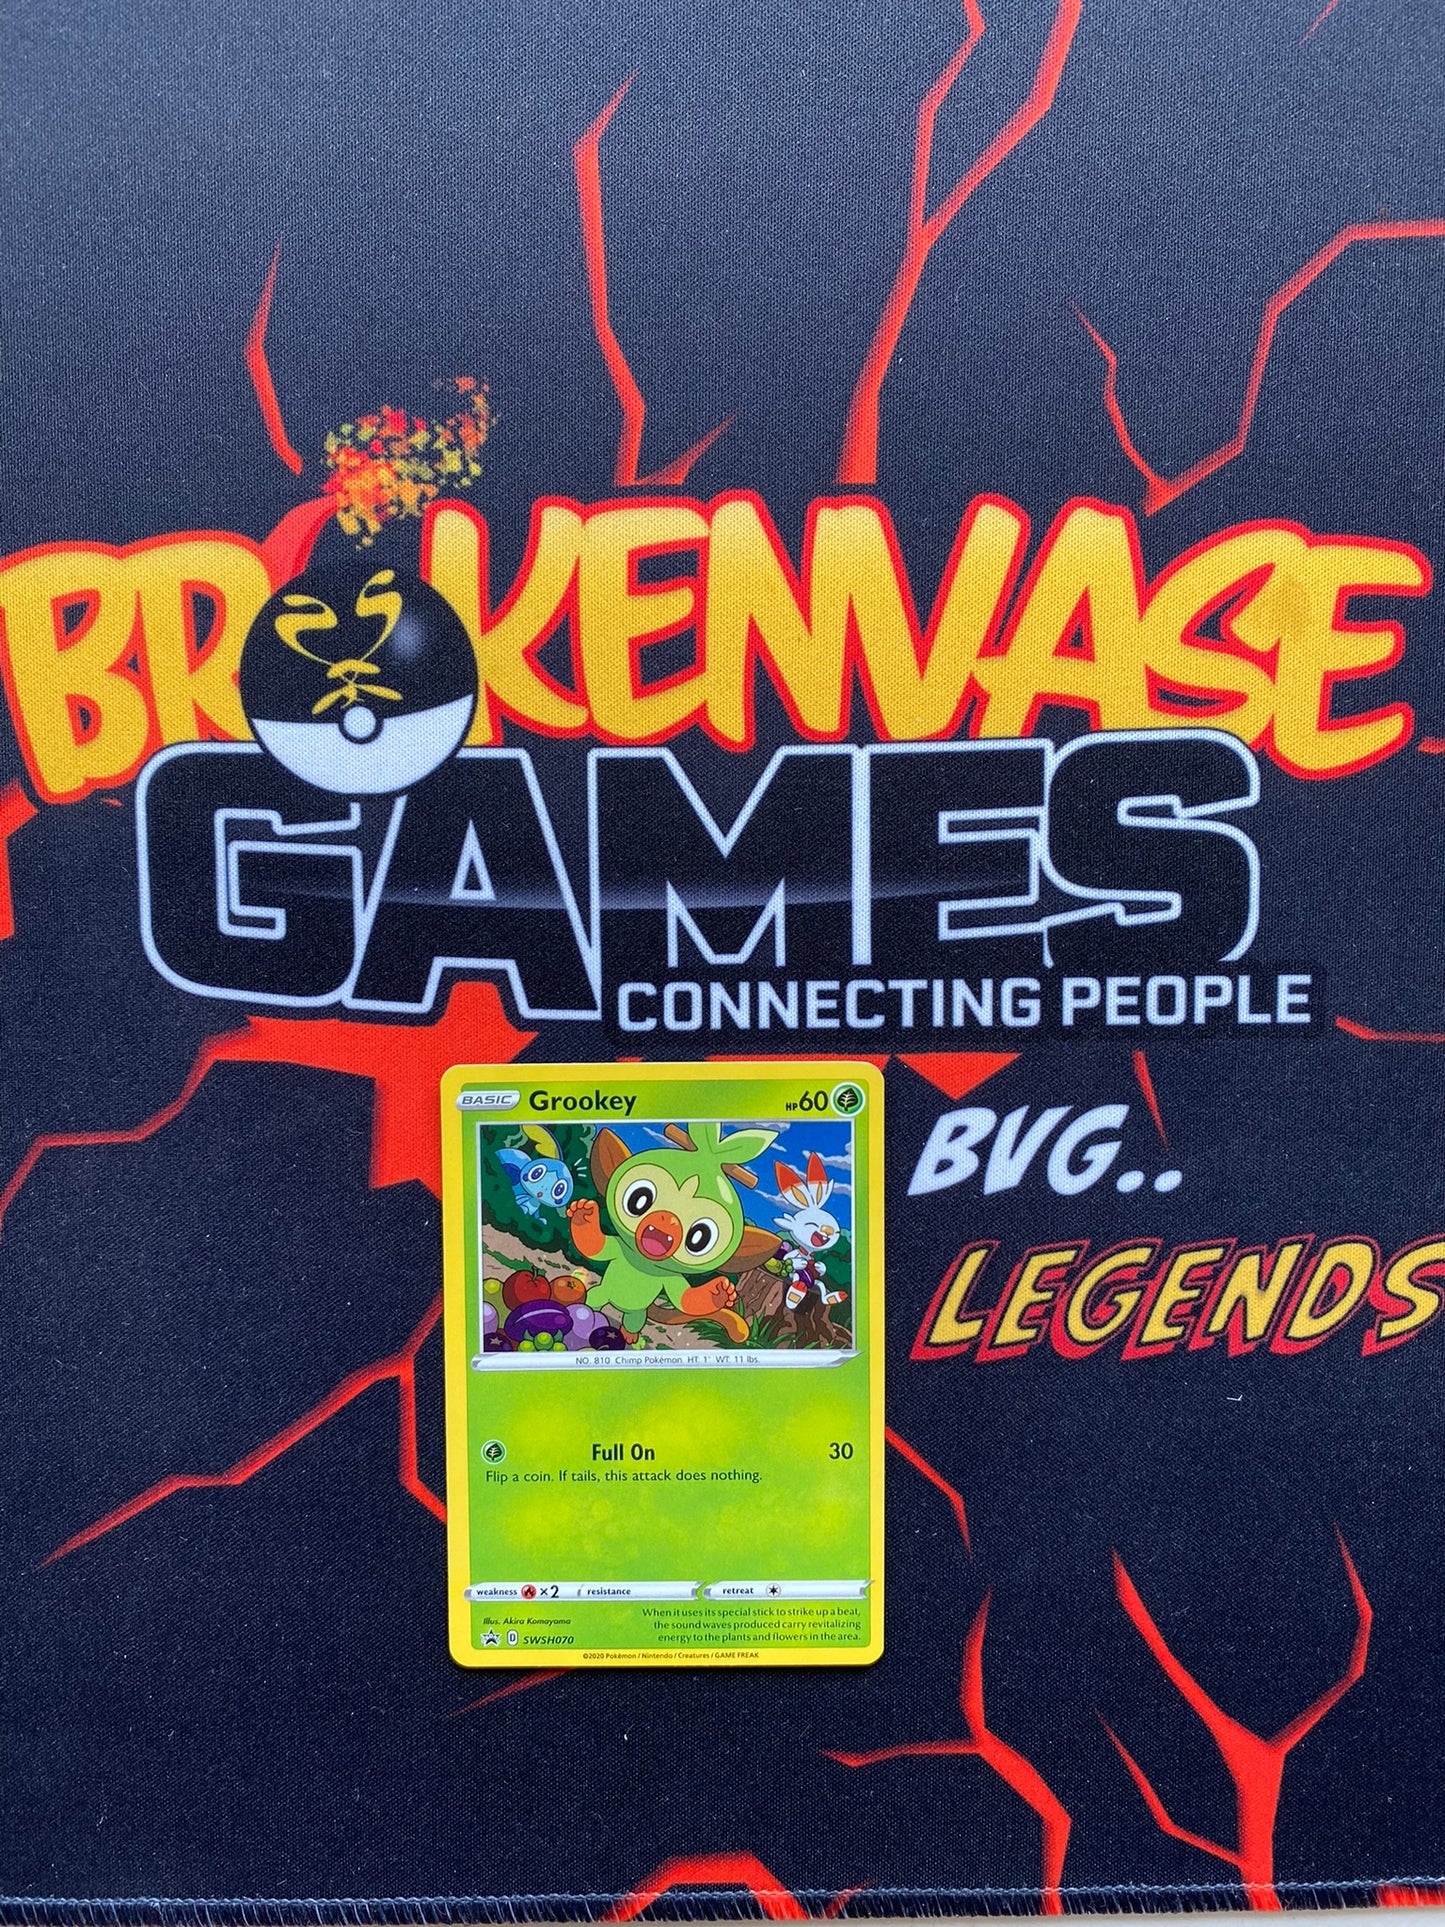 BROKENVASE
GAMES
CONNECTING PEOPLE
BVG..
LEGENDS
BASIC Grookey HP60
NO. 810 Chimp Pokémon HT: 1' WT: 11 lbs.
Full On 30
Flip a coin. If tails, this attack does nothing.
weakness ×2 resistance retreat
Illus. Akira Komayama
When it uses its special stick to strike up a beat,
the sound waves produced carry revitalizing
energy to the plants and flowers in the area.
D SWSH070
©2020 Pokémon / Nintendo / Creatures / GAME FREAK